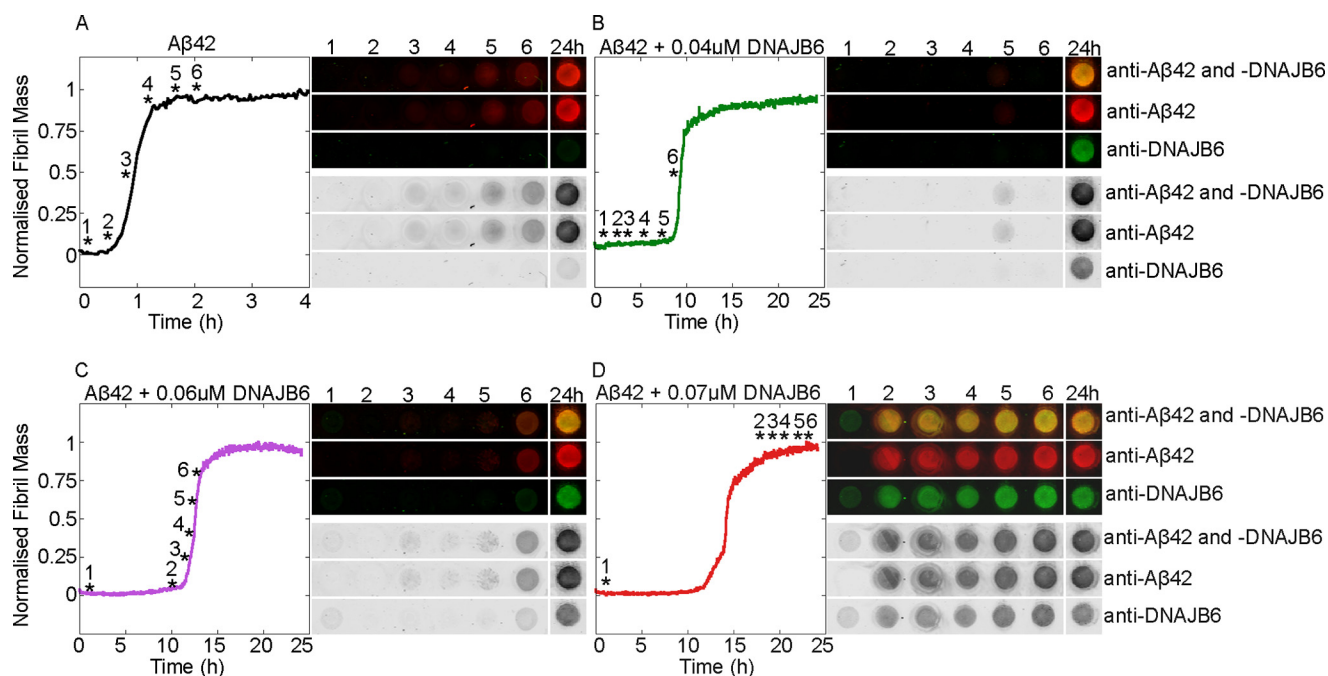 A
B
Aβ42
1 2 3 4 5 6 24h
Aβ42 + 0.04μM DNAJB6
1 2 3 4 5 6 24h
Normalised Fibril Mass
1
0.75
0.5
0.25
0
1 2 3 4 5 6
* * * * * *
0 1 2 3 4
Time (h)
1 2 3 4 5 6
* * * * * *
0 5 10 15 20 25
Time (h)
anti-Aβ42 and -DNAJB6
anti-Aβ42
anti-DNAJB6
anti-Aβ42 and -DNAJB6
anti-Aβ42
anti-DNAJB6
C
D
Aβ42 + 0.06μM DNAJB6
1 2 3 4 5 6 24h
Aβ42 + 0.07μM DNAJB6
1 2 3 4 5 6 24h
Normalised Fibril Mass
1
0.75
0.5
0.25
0
1 2 3 4 5 6
* * * * * *
0 5 10 15 20 25
Time (h)
1 2 3 4 5 6
* * * * * *
0 5 10 15 20 25
Time (h)
anti-Aβ42 and -DNAJB6
anti-Aβ42
anti-DNAJB6
anti-Aβ42 and -DNAJB6
anti-Aβ42
anti-DNAJB6